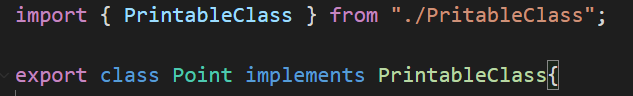 import { PrintableClass } from "./PritableClass";
export class Point implements PrintableClass{